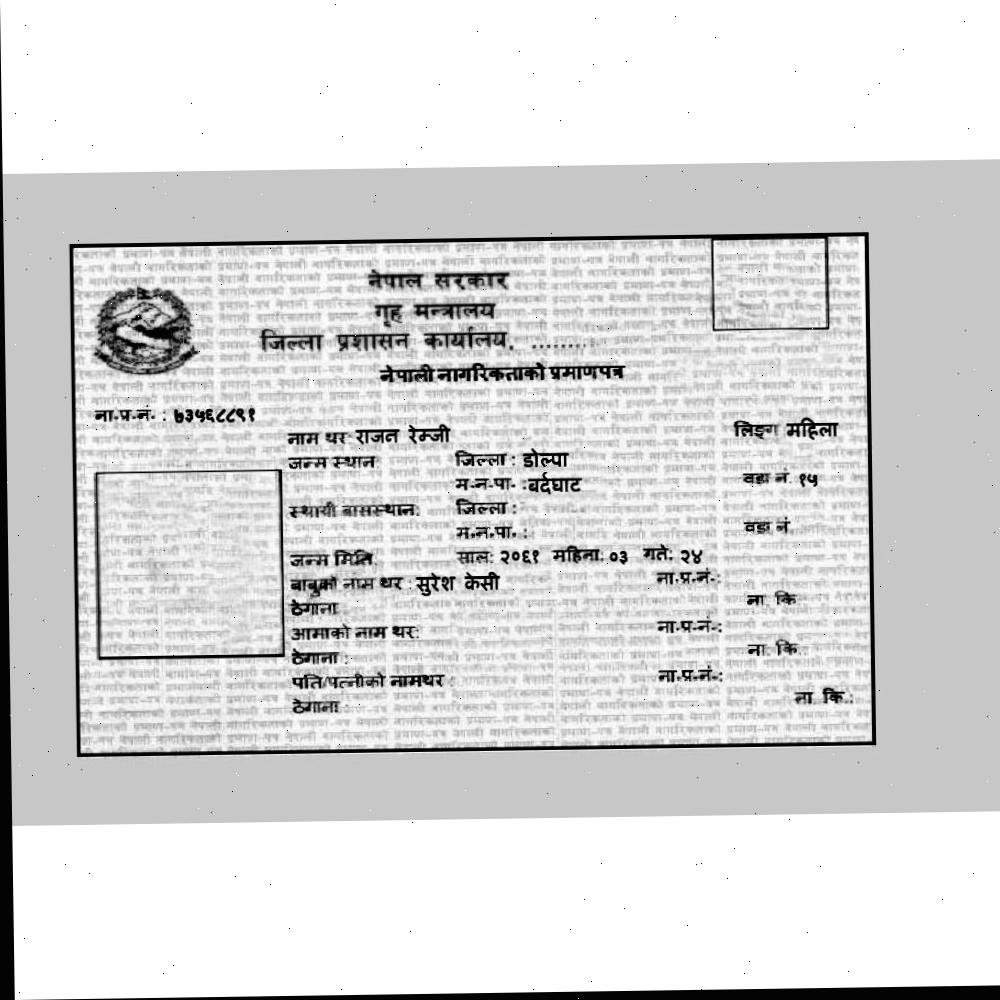 नेपाल सरकार
गृह मन्त्रालय
जिल्ला प्रशासन कार्यालय, .........
नेपाली नागरिकताको प्रमाणपत्र
ना.प्र.नं. : ७३५६८८९१
नाम थर राजन रेम्जी लिङ्ग महिला
जन्म स्थान जिल्ला : डोल्पा
म.न.पा. : बर्दघाट वडा नं. १५
स्थायी बासस्थान: जिल्ला :
म.न.पा. : वडा नं
जन्म मिति साल: २०६१ महिना: ०३ गते: २४
बाबुको नाम थर : सुरेश केसी ना.प्र.नं.:
ठेगाना ना. कि
आमाको नाम थर: ना.प्र.नं.:
ठेगाना : ना. कि.:
पति/पत्नीको नामथर : ना.प्र.नं.:
ठेगाना : ना. कि.: